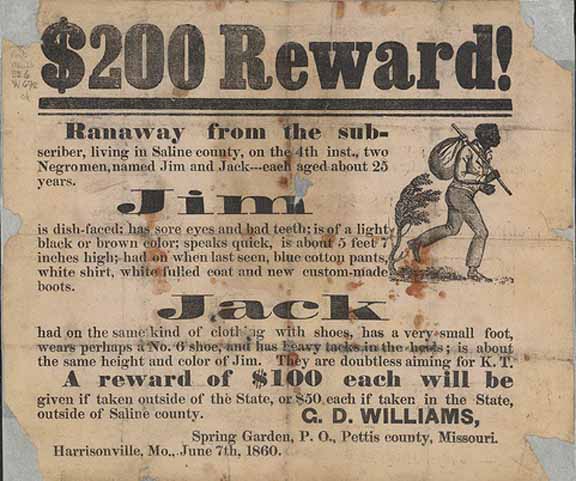 $200 Reward!
Ranaway from the sub-
scriber, living in Saline county, on the 4th inst., two
Negro men, named Jim and Jack---each aged about 25
years.
Jim
is dish-faced; has sore eyes and bad teeth; is of a light
black or brown color; speaks quick, is about 5 feet 7
inches high; had on when last seen, blue cotton pants,
white shirt, white fulled coat and new custom-made
boots.
Jack
had on the same kind of clothing with shoes, has a very small foot,
wears perhaps a No. 6 shoe, and has heavy tacks in the heels; is about
the same height and color of Jim. They are doubtless aiming for K. T.
A reward of $100 each will be
given if taken outside of the State, or $50 each if taken in the State,
outside of Saline county.
G. D. WILLIAMS,
Spring Garden, P. O., Pettis county, Missouri.
Harrisonville, Mo., June 7th, 1860.